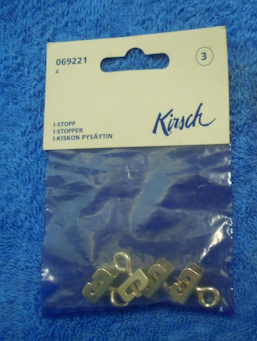 069221
4
3
Kirsch
I-STOPP
I-STOPPER
I-KISKON PYSÄYTIN